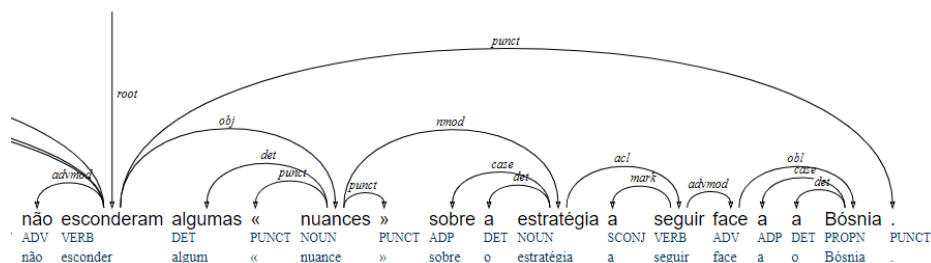 punct
root
obj
nmod
det
acl
obl
advmod
punct
punct
case
det
mark
advmod
case
det
não esconderam algumas « nuances » sobre a estratégia a seguir face a a Bósnia .
ADV VERB DET PUNCT NOUN PUNCT ADP DET NOUN SCONJ VERB ADV ADP DET PROPN PUNCT
não esconder algum « nuance » sobre o estratégia a seguir face a o Bósnia .